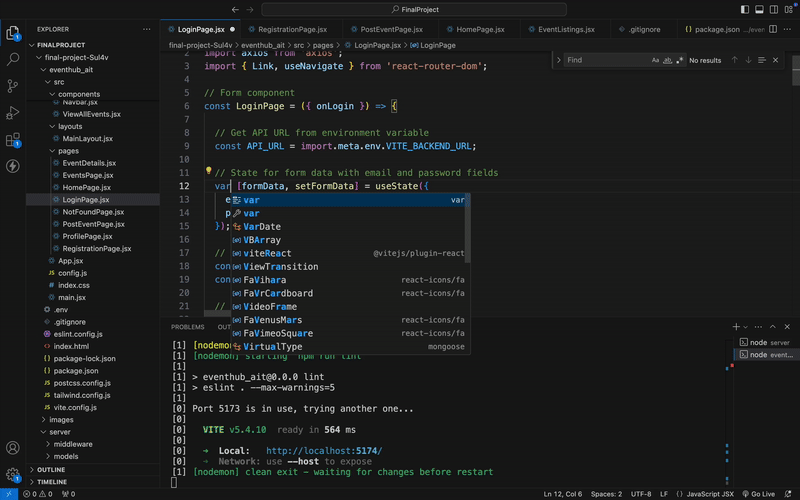 FinalProject
EXPLORER
LoginPage.jsx
RegistrationPage.jsx
PostEventPage.jsx
HomePage.jsx
EventListings.jsx
.gitignore
package.json .../even
final-project-Sul4v > eventhub_ait > src > pages > LoginPage.jsx > LoginPage
FINALPROJECT
final-project-Sul4v
eventhub_ait
src
components
Navbar.jsx
ViewAllEvents.jsx
layouts
MainLayout.jsx
pages
EventDetails.jsx
EventsPage.jsx
HomePage.jsx
LoginPage.jsx
NotFoundPage.jsx
PostEventPage.jsx
ProfilePage.jsx
RegistrationPage.jsx
App.jsx
config.js
index.css
main.jsx
.env
.gitignore
eslint.config.js
index.html
package-lock.json
package.json
postcss.config.js
tailwind.config.js
vite.config.js
images
server
middleware
models
OUTLINE
TIMELINE
Find
Aa
ab
No results
2 import axios from 'axios';
3 import { Link, useNavigate } from 'react-router-dom';
4
5 // Form component
6 const LoginPage = ({ onLogin }) => {
7
8 // Get API URL from environment variable
9 const API_URL = import.meta.env.VITE_BACKEND_URL;
10
11 // State for form data with email and password fields
12 var [formData, setFormData] = useState({
13 e
14 p
15 });
16
17 //
18 con
19 con
20
21 //
var var
var
VarDate
VBArray
viteReact @vitejs/plugin-react
ViewTransition
FaVihara react-icons/fa
FaVrCardboard react-icons/fa
VideoFrame
FaVenusMars react-icons/fa
FaVimeoSquare react-icons/fa
VirtualType mongoose
PROBLEMS OUT
[1] [nodemon
[1] [nodemon] starting `npm run lint`
[1]
[1] > eventhub_ait@0.0.0 lint
[1] > eslint . --max-warnings=5
[1]
[0] Port 5173 is in use, trying another one...
[0]
[0] VITE v5.4.10 ready in 564 ms
[0]
[0] ➜ Local: http://localhost:5174/
[0] ➜ Network: use --host to expose
[1] [nodemon] clean exit - waiting for changes before restart
node server
node event...
0 0 0
Ln 12, Col 6
Spaces: 2
UTF-8
LF
{} JavaScript JSX
Go Live